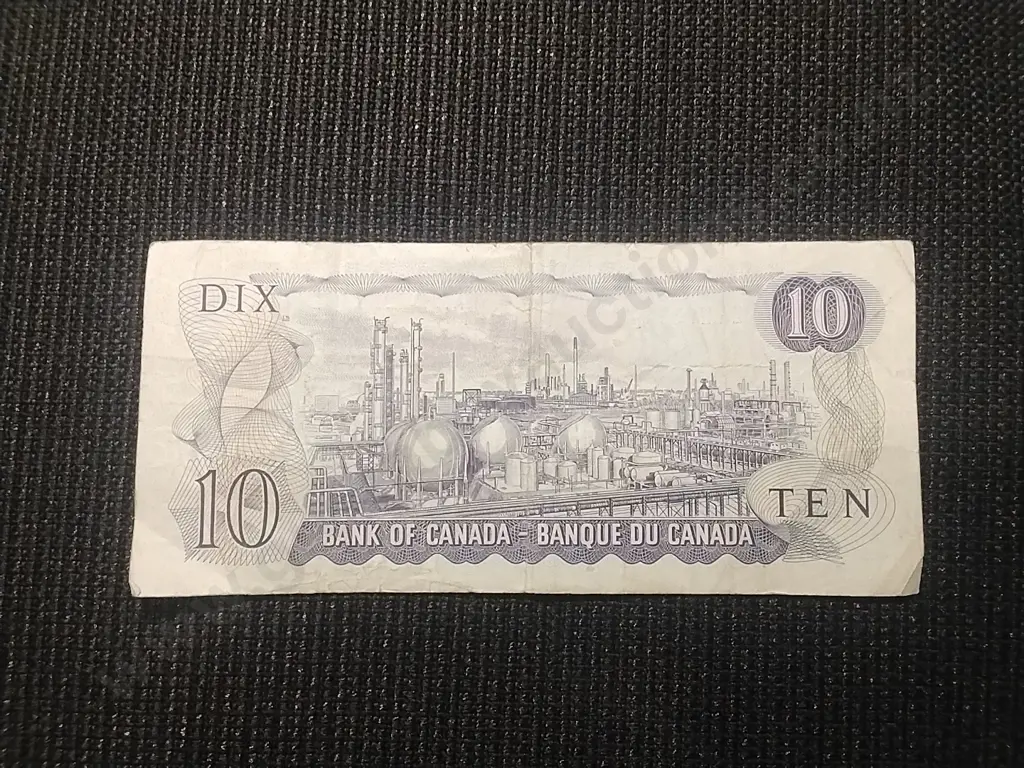 DIX
10
10
TEN
BANK OF CANADA - BANQUE DU CANADA